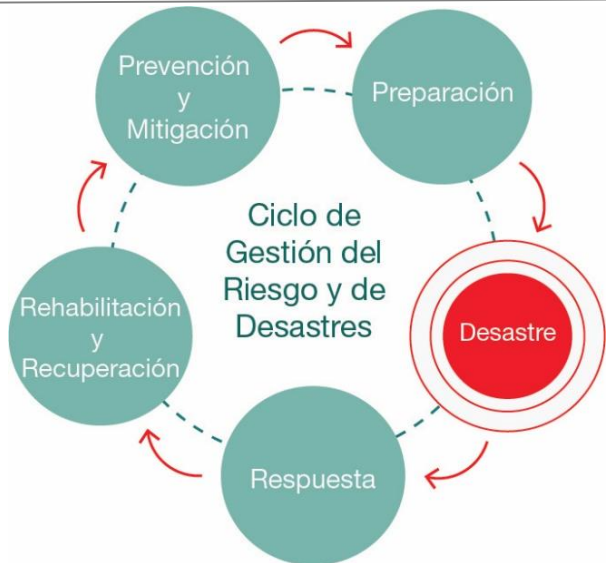 Prevención
y
Mitigación
Preparación
Ciclo de
Gestión del
Riesgo y de
Desastres
Desastre
Respuesta
Rehabilitación
y
Recuperación